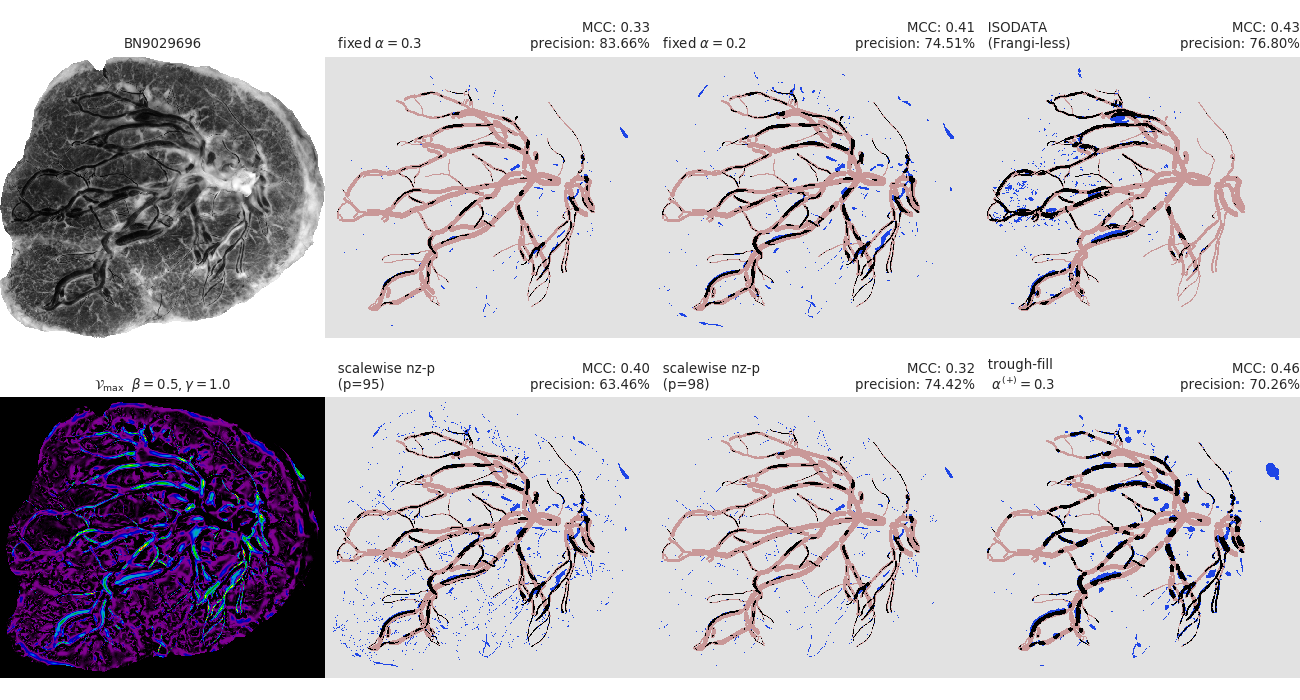 BN9029696
fixed α = 0.3
MCC: 0.33
precision: 83.66%
fixed α = 0.2
MCC: 0.41
precision: 74.51%
ISODATA
(Frangi-less)
MCC: 0.43
precision: 76.80%
𝒱max β = 0.5, γ = 1.0
scalewise nz-p
(p=95)
MCC: 0.40
precision: 63.46%
scalewise nz-p
(p=98)
MCC: 0.32
precision: 74.42%
trough-fill
α(+) = 0.3
MCC: 0.46
precision: 70.26%